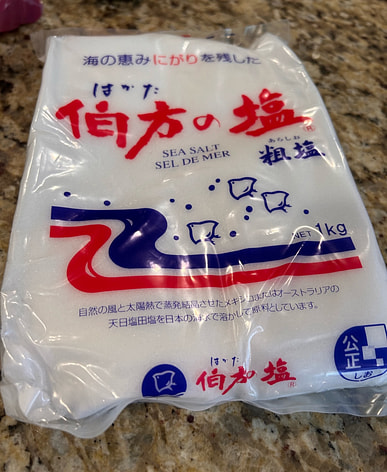 海の恵みにがりを残した
はかた
伯方の塩®
SEA SALT
SEL DE MER
あらしお
粗塩
NET 1kg
自然の風と太陽熱で蒸発結晶させたメキシコまたはオーストラリアの
天日塩田塩を日本の海水で溶かして原料としています。
はかた
伯方塩®
公正
しお